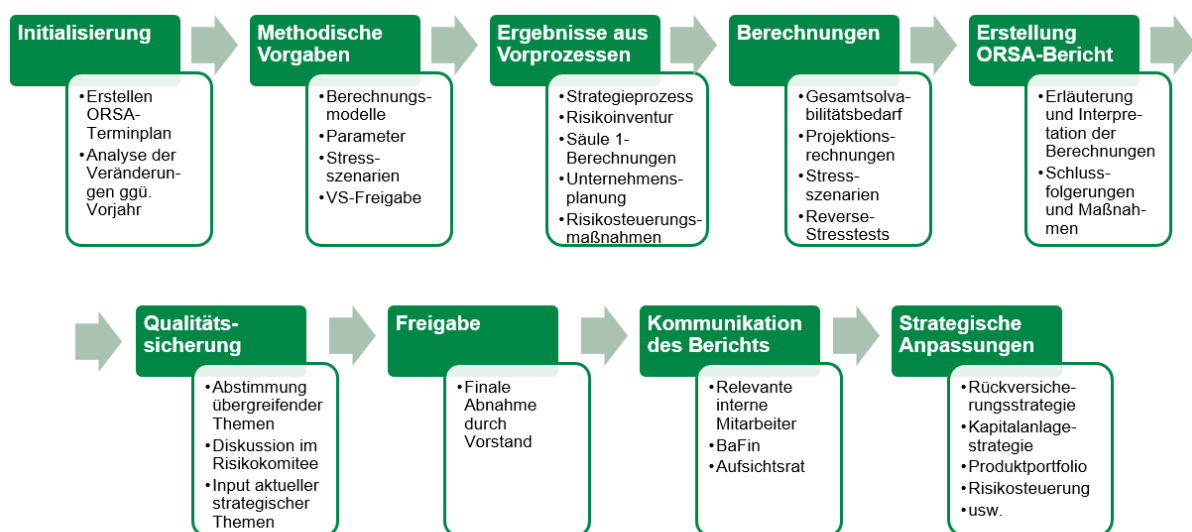 Initialisierung
• Erstellen
ORSA-
Terminplan
• Analyse der
Veränderun-
gen ggü.
Vorjahr
Methodische
Vorgaben
• Berechnungs-
modelle
• Parameter
• Stress-
szenarien
• VS-Freigabe
Ergebnisse aus
Vorprozessen
• Strategieprozess
• Risikoinventur
• Säule 1-
Berechnungen
• Unternehmens-
planung
• Risikosteuerungs-
maßnahmen
Berechnungen
• Gesamtsolva-
bilitätsbedarf
• Projektions-
rechnungen
• Stress-
szenarien
• Reverse-
Stresstests
Erstellung
ORSA-Bericht
• Erläuterung
und Interpre-
tation der
Berechnungen
• Schluss-
folgerungen
und Maßnah-
men
Qualitäts-
sicherung
• Abstimmung
übergreifender
Themen
• Diskussion im
Risikokomitee
• Input aktueller
strategischer
Themen
Freigabe
• Finale
Abnahme
durch
Vorstand
Kommunikation
des Berichts
• Relevante
interne
Mitarbeiter
• BaFin
• Aufsichtsrat
Strategische
Anpassungen
• Rückversiche-
rungsstrategie
• Kapitalanlage-
strategie
• Produktportfolio
• Risikosteuerung
• usw.